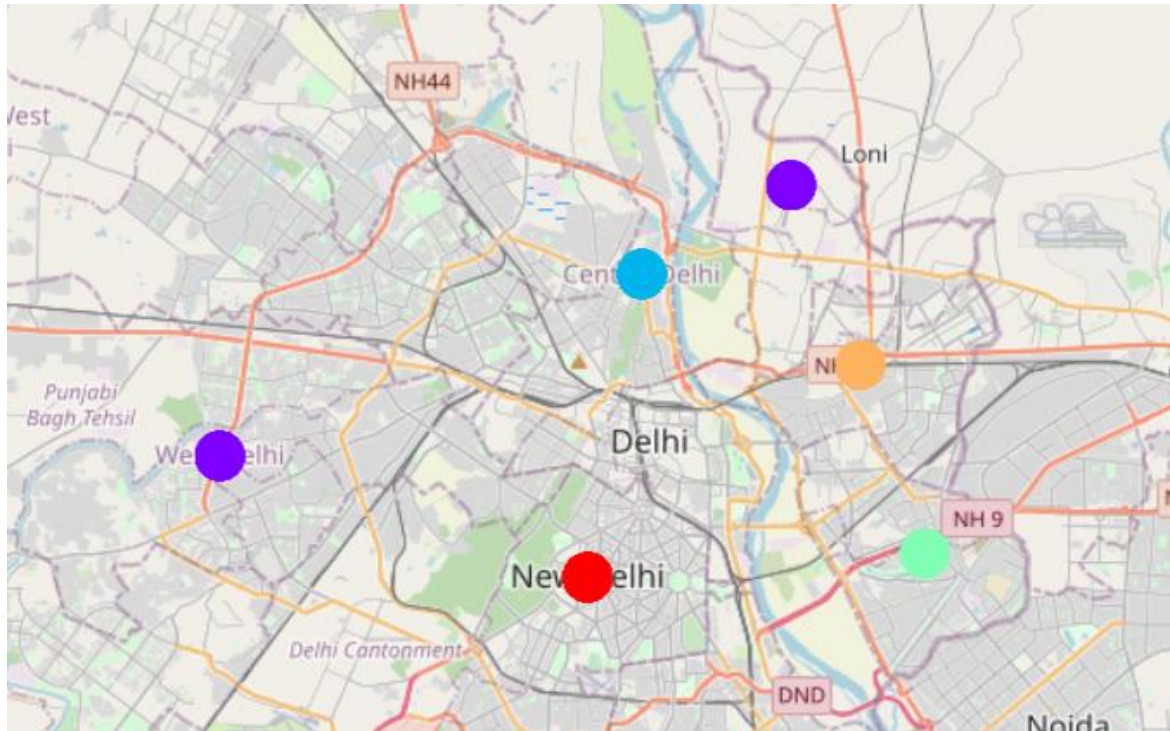 NH44
West
Loni
Central Delhi
Punjabi
Bagh Tehsil
West Delhi
Delhi
NH 9
New Delhi
Delhi Cantonment
DND
Noida